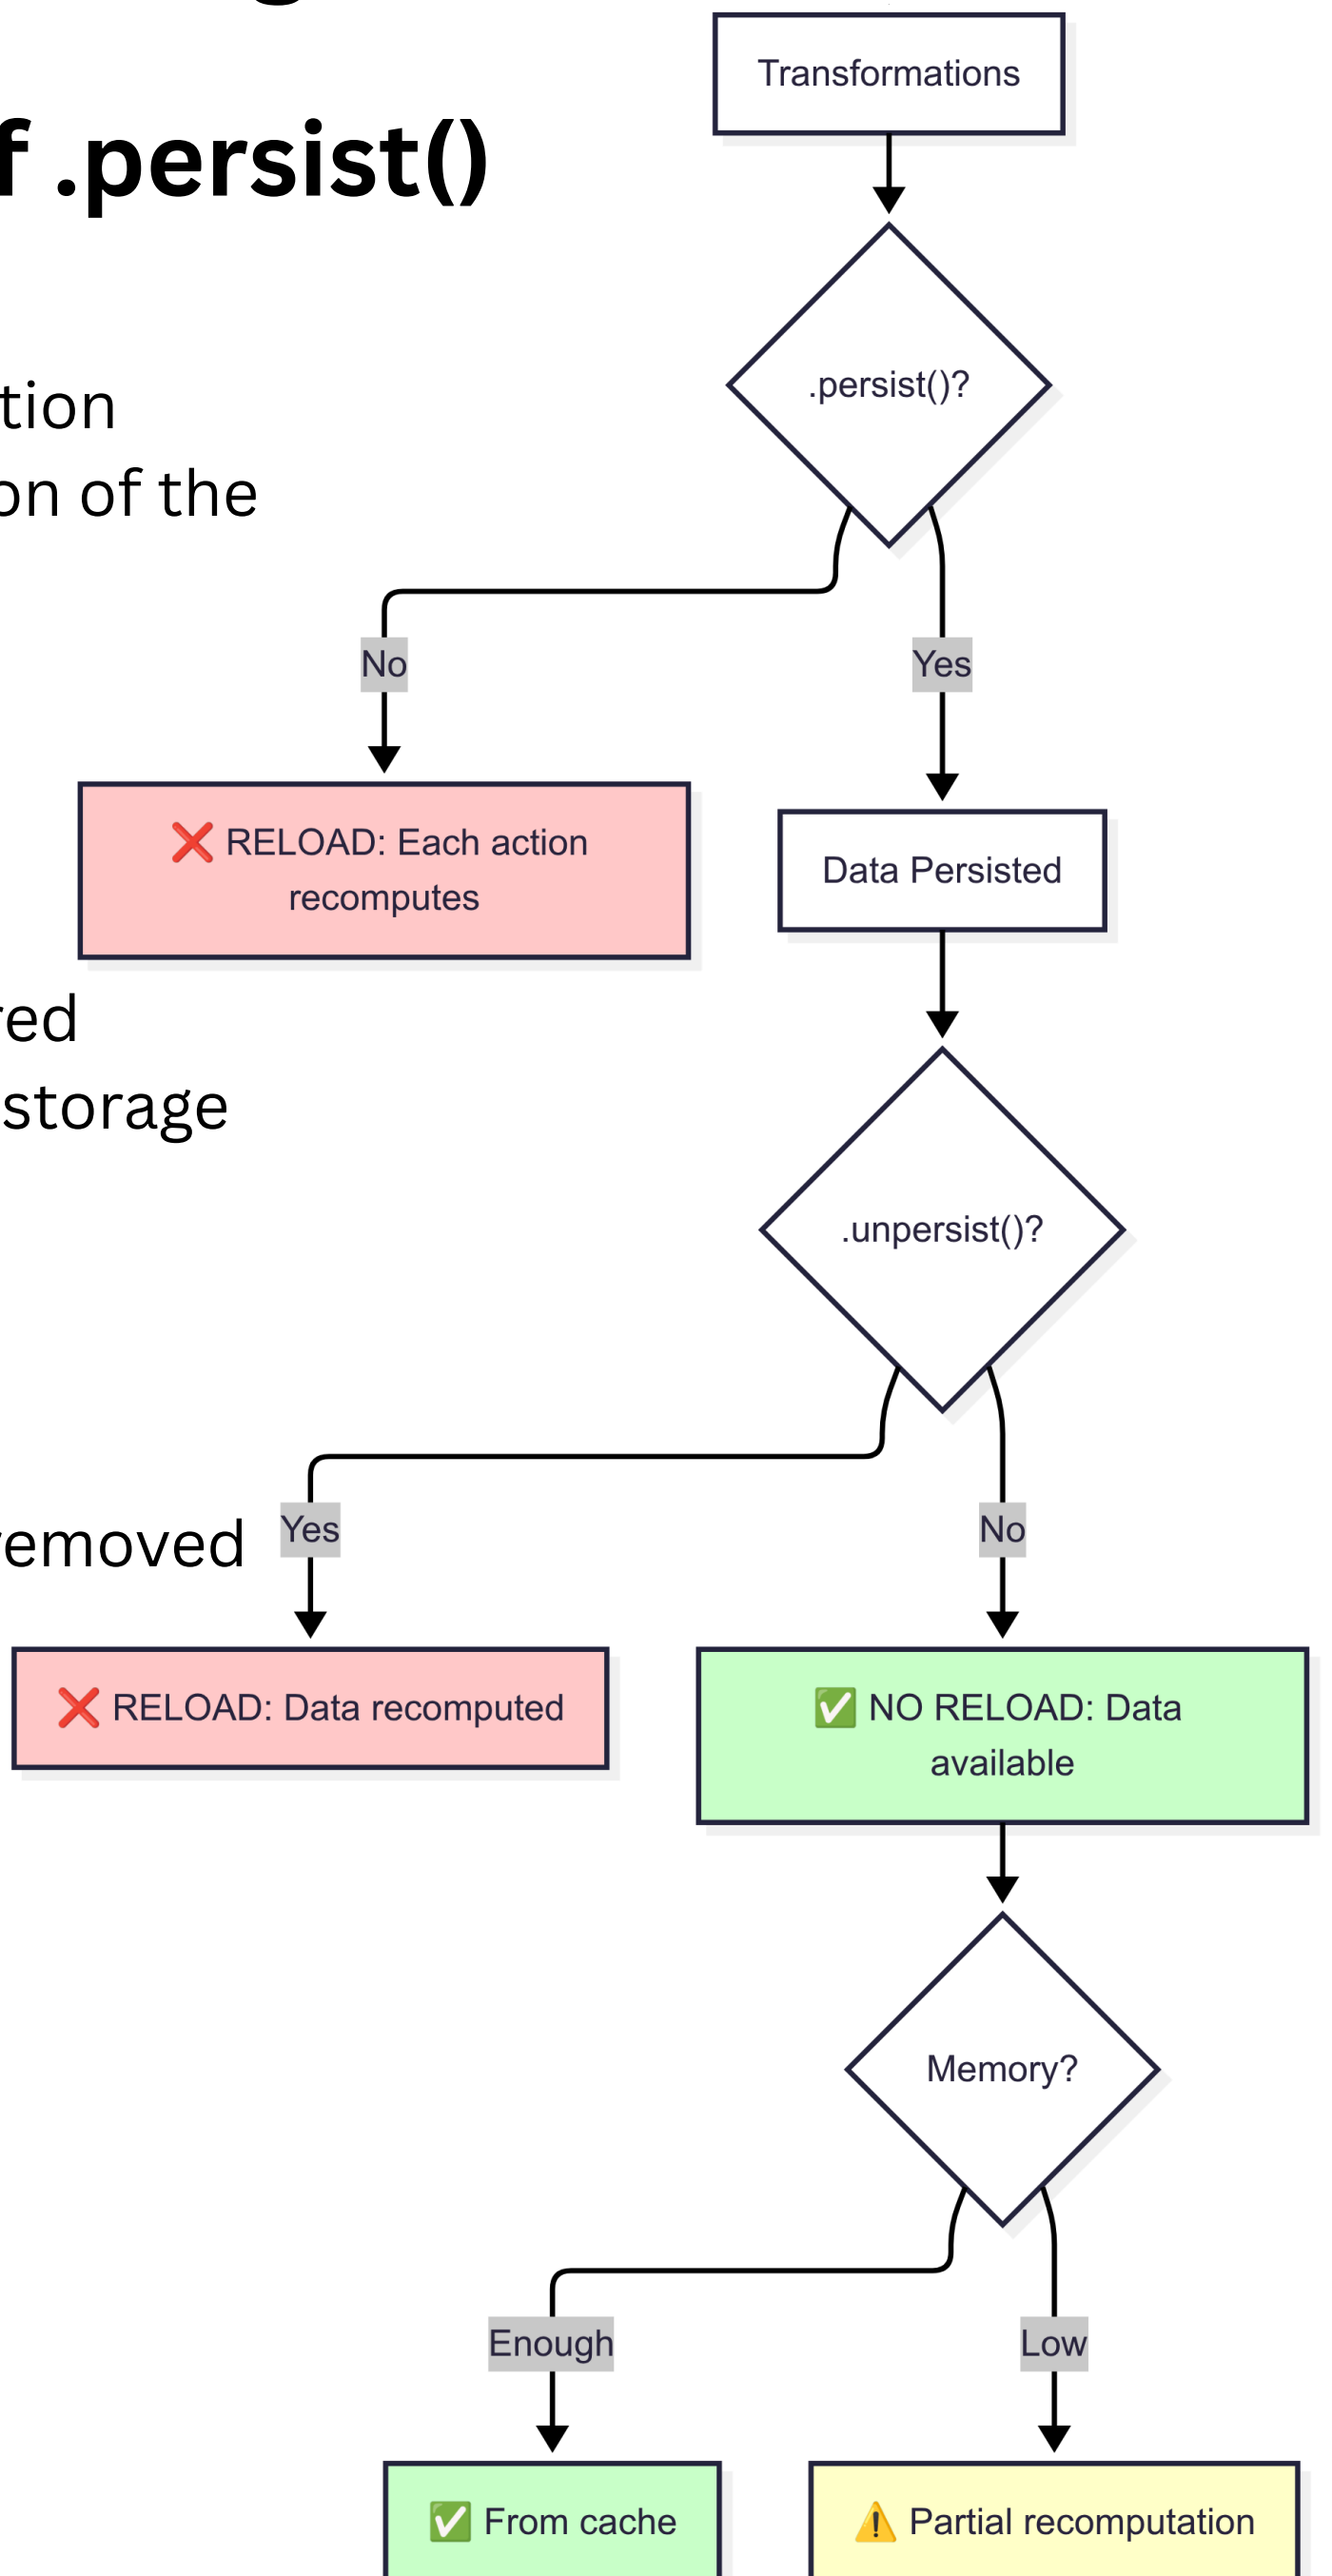 f .persist()
tion
on of the
red
storage
removed
Transformations
.persist()?
No
Yes
❌ RELOAD: Each action
recomputes
Data Persisted
.unpersist()?
Yes
No
❌ RELOAD: Data recomputed
✅ NO RELOAD: Data
available
Memory?
Enough
Low
✅ From cache
⚠️ Partial recomputation